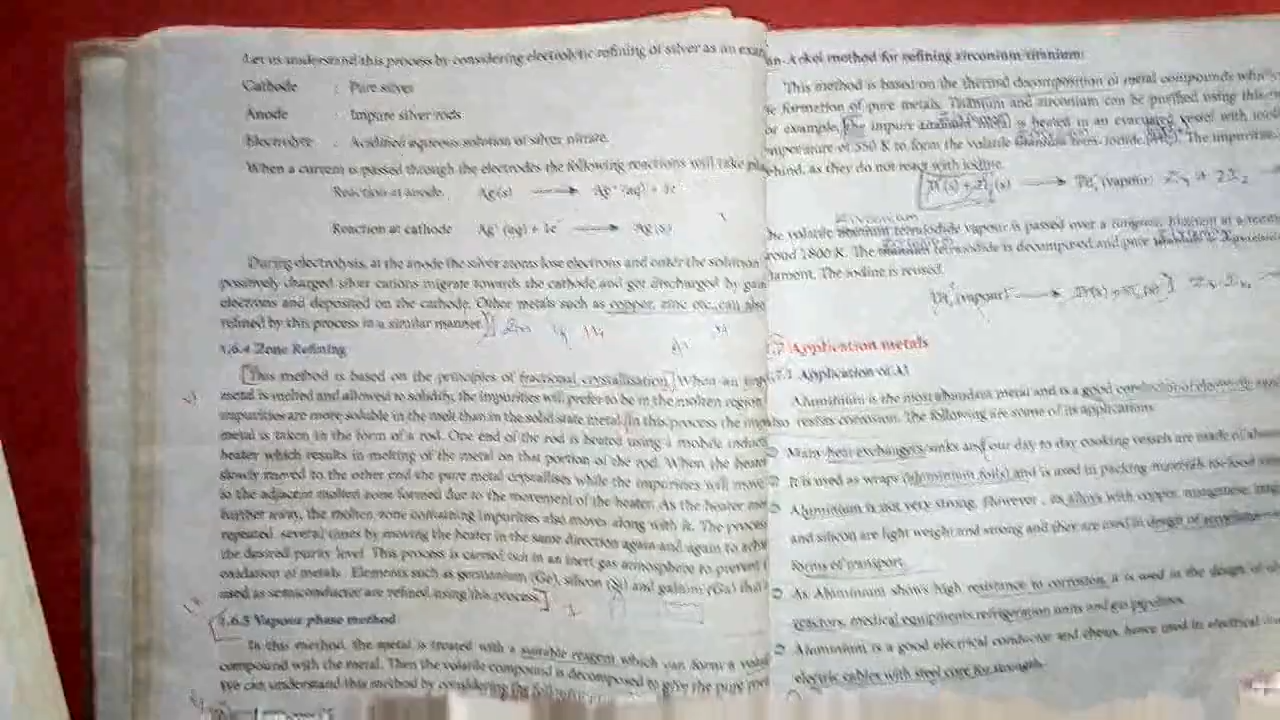 Let us understand this process by considering electrolytic refining of silver as an
Cathode : Pure silver
Anode : Impure silver rods
Electrolyte : Acidified aqueous solution of silver nitrate.
When a current is passed through the electrodes the following reactions will take
Reaction at anode Ag(s) → Ag⁺ (aq) + 1e⁻
Reaction at cathode Ag⁺ (aq) + 1e⁻ → Ag(s)
During electrolysis, at the anode the silver atoms lose electrons and enter the solution
positively charged silver cations migrate towards the cathode and get discharged by
electrons and deposited on the cathode. Other metals such as copper, zinc etc., can also
refined by this process in a similar manner.
1.6.4 Zone Refining
This method is based on the principles of fractional crystallisation. When an
metal is melted and allowed to solidify, the impurities will prefer to be in the molten region
impurities are more soluble in the melt than in the solid state metal. In this process the
metal is taken in the form of a rod. One end of the rod is heated using a mobile
heater which results in melting of the metal on that portion of the rod. When the heater
slowly moved to the other end the pure metal crystallises while the impurities will move
to the adjacent molten zone formed due to the movement of the heater. As the heater
further away, the molten zone containing impurities also moves along with it. The process
repeated several times by moving the heater in the same direction again and again to
the desired purity level. This process is carried out in an inert gas atmosphere to prevent
oxidation of metals. Elements such as germanium (Ge), silicon (Si) and galium (Ga) that
used as semiconductor are refined using this process.
1.6.5 Vapour phase method
In this method, the metal is treated with a suitable reagent which can form a
compound with the metal. Then the volatile compound is decomposed to give the pure
We can understand this method by considering the following
method for refining zirconium/titanium:
This method is based on the thermal decomposition of metal compounds which
formation of pure metals. Titanium and zirconium can be purified using this
or example, the impure titanium metal is heated in an evacuated vessel with
temperature of 550 K to form the volatile titanium tetra-iodide. The impurities
behind, as they do not react with iodine.
Ti (s) + 2I₂ (s) → TiI₄ (vapour)
Zirconium
he volatile titanium tetraiodide vapour is passed over a tungsten filament at a
1800 K. The titanium tetraiodide is decomposed and pure titanium is
filament. The iodine is reused.
TiI₄ (vapour) → Ti(s) + 2I₂ (s)
Application metals
Application of Al
Aluminium is the most abundant metal and is a good conductor of electricity
also resists corrosion. The following are some of its applications.
Many heat exchangers/sinks and our day to day cooking vessels are made of
It is used as wraps (aluminium foils) and is used in packing materials for food
Aluminium is not very strong, However, its alloys with copper, manganese,
and silicon are light weight and strong and they are used in design of
forms of transport.
As Aluminium shows high resistance to corrosion, it is used in the design of
reactors, medical equipments, refrigeration units and gas pipelines.
Aluminium is a good electrical conductor and cheap, hence used in electrical
electric cables with steel core for strength.